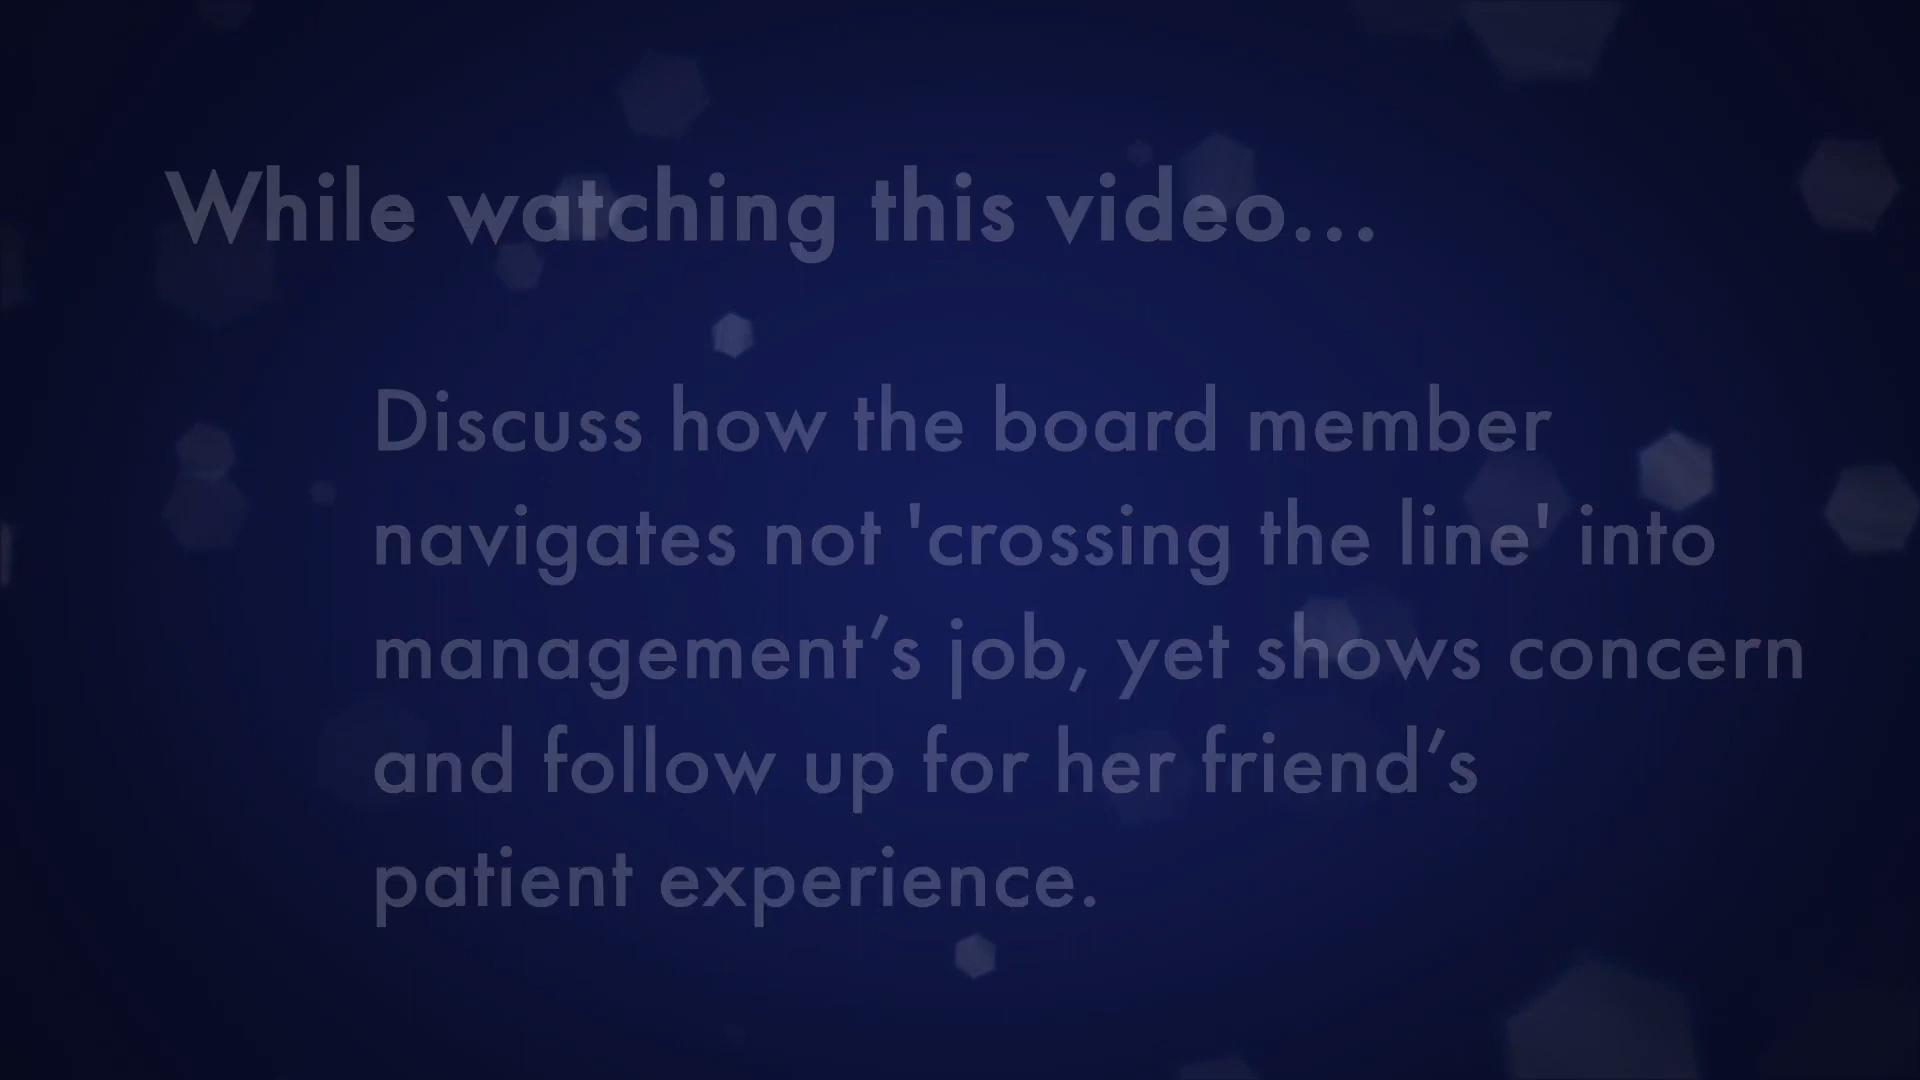 While watching this video...
Discuss how the board member
navigates not 'crossing the line' into
management’s job, yet shows concern
and follow up for her friend’s
patient experience.